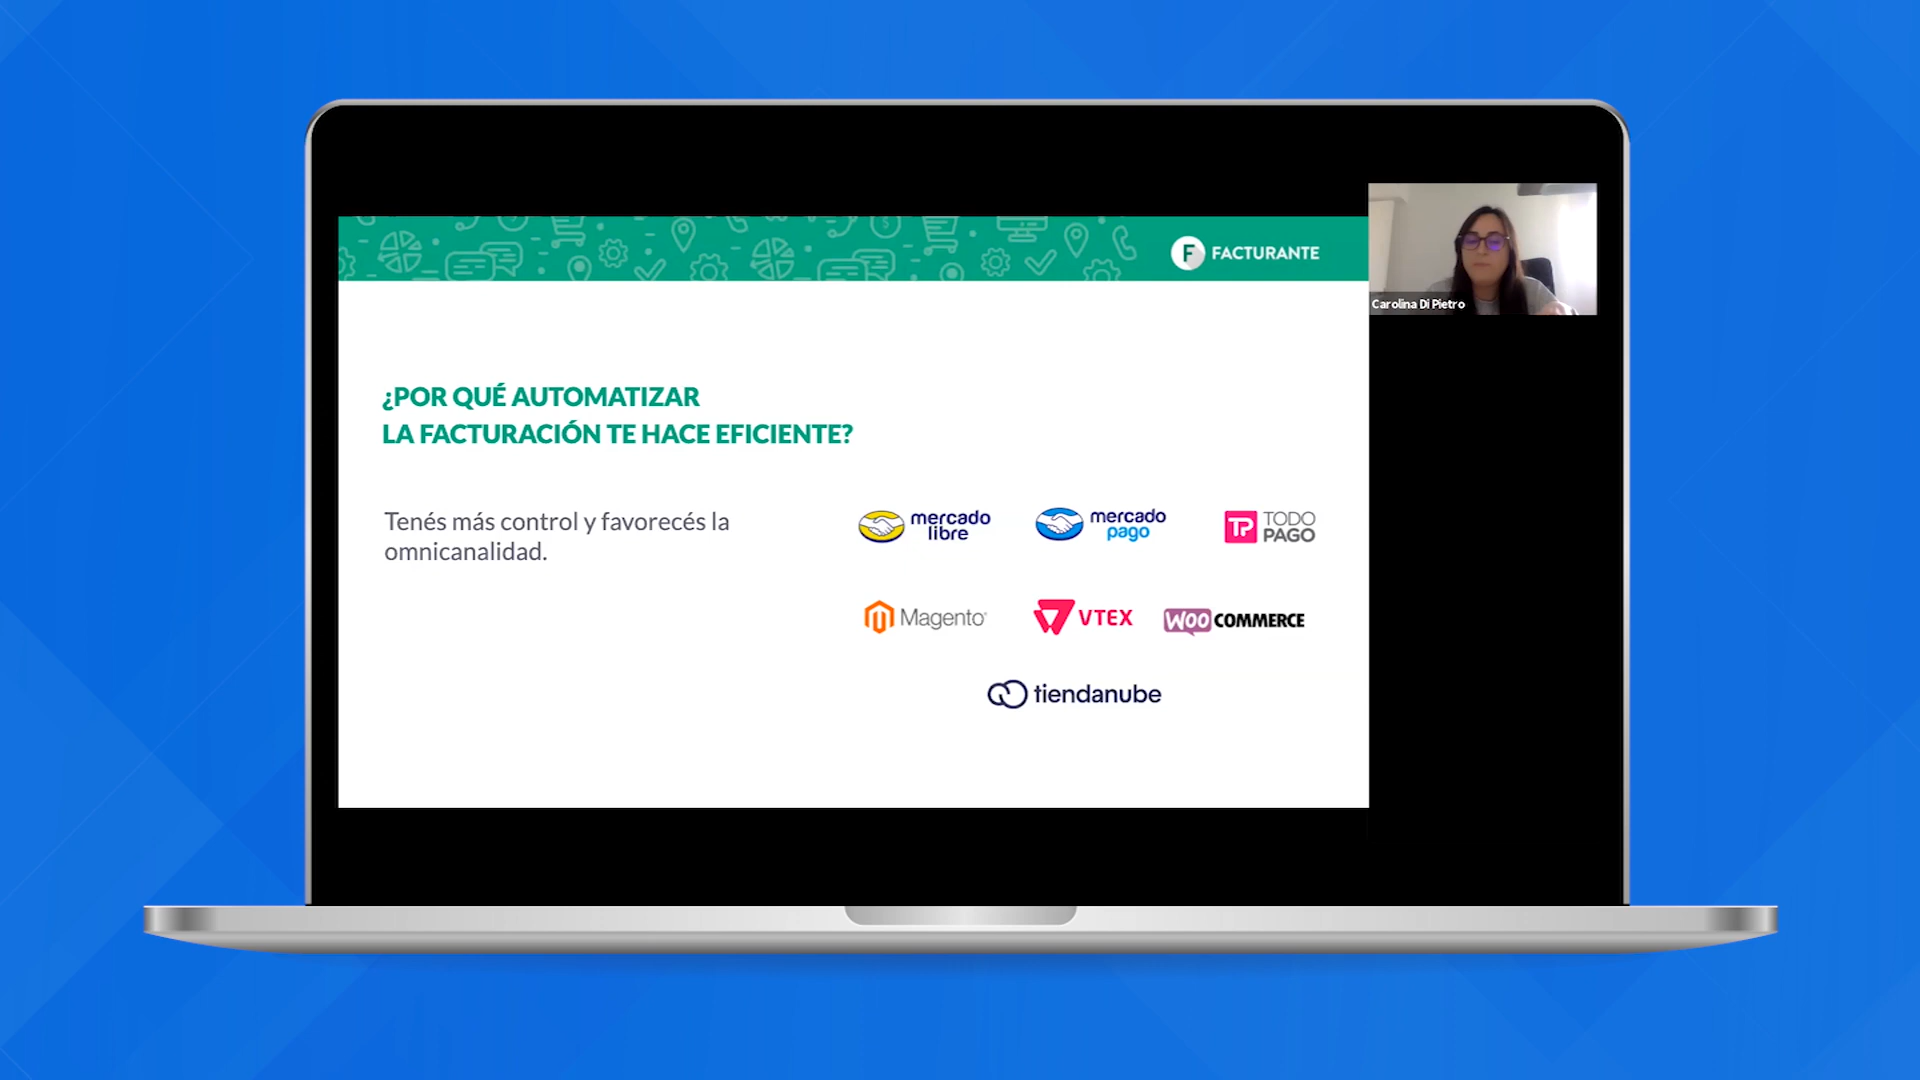 F FACTURANTE
Carolina Di Pietro
¿POR QUÉ AUTOMATIZAR
LA FACTURACIÓN TE HACE EFICIENTE?
Tenés más control y favorecés la
omnicanalidad.
mercado
libre
mercado
pago
TP TODO
PAGO
Magento
VTEX
WOO COMMERCE
tiendanube